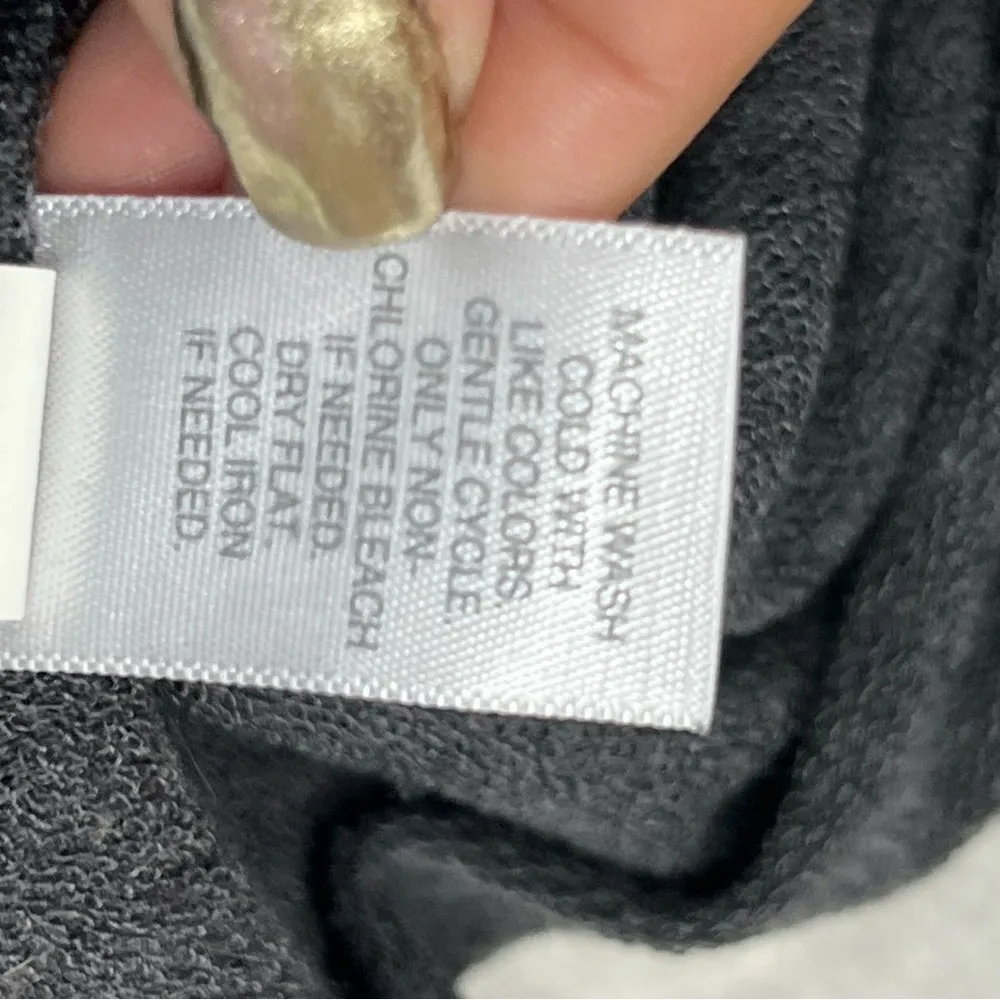 MACHINE WASH
COLD WITH
LIKE COLORS.
GENTLE CYCLE.
ONLY NON-
CHLORINE BLEACH
IF NEEDED.
DRY FLAT.
COOL IRON
IF NEEDED.